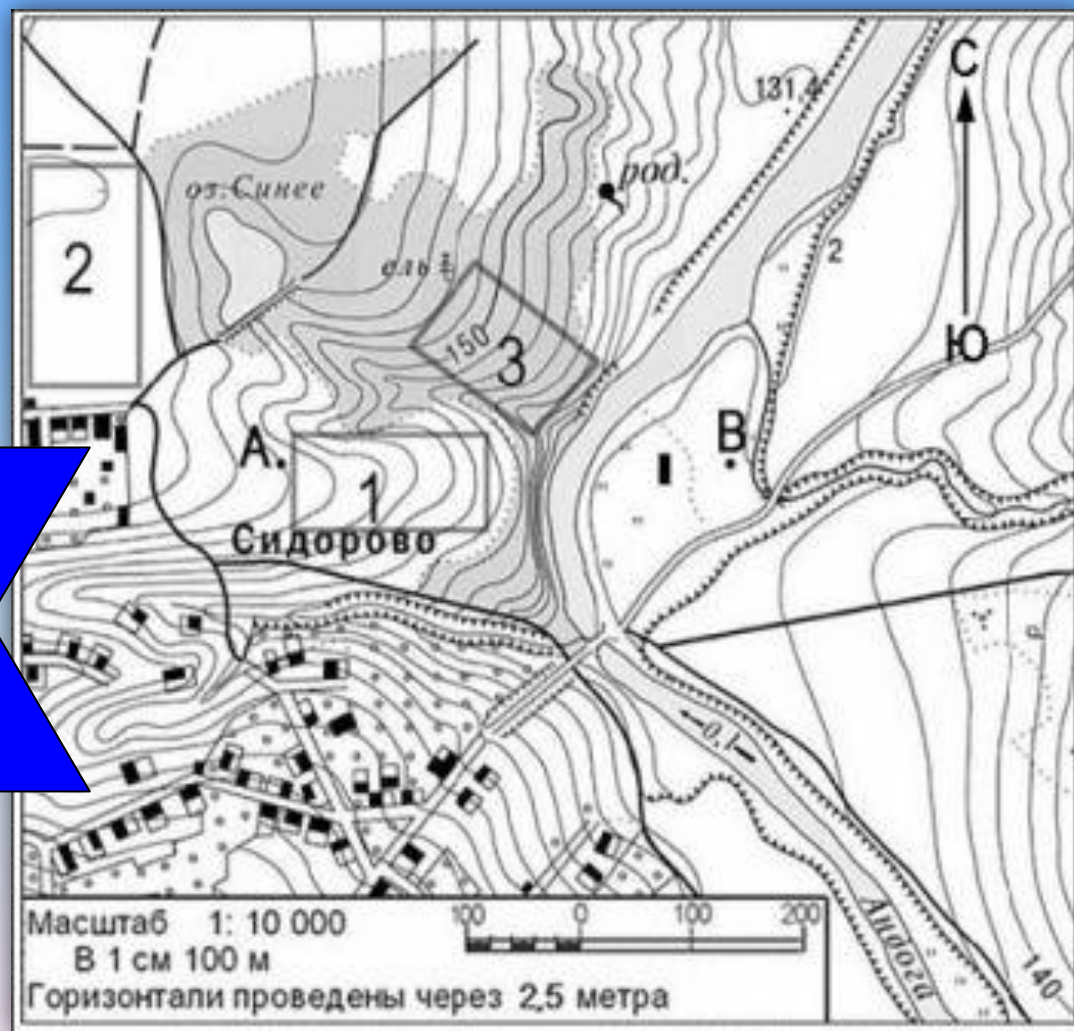 С
131,4
род.
оз. Синее
2
2
ель
Ю
150
3
А.
В
1
Сидорово
0,1
Масштаб 1: 10 000
100 0 100 200
В 1 см 100 м
Горизонтали проведены через 2,5 метра
Андога
140